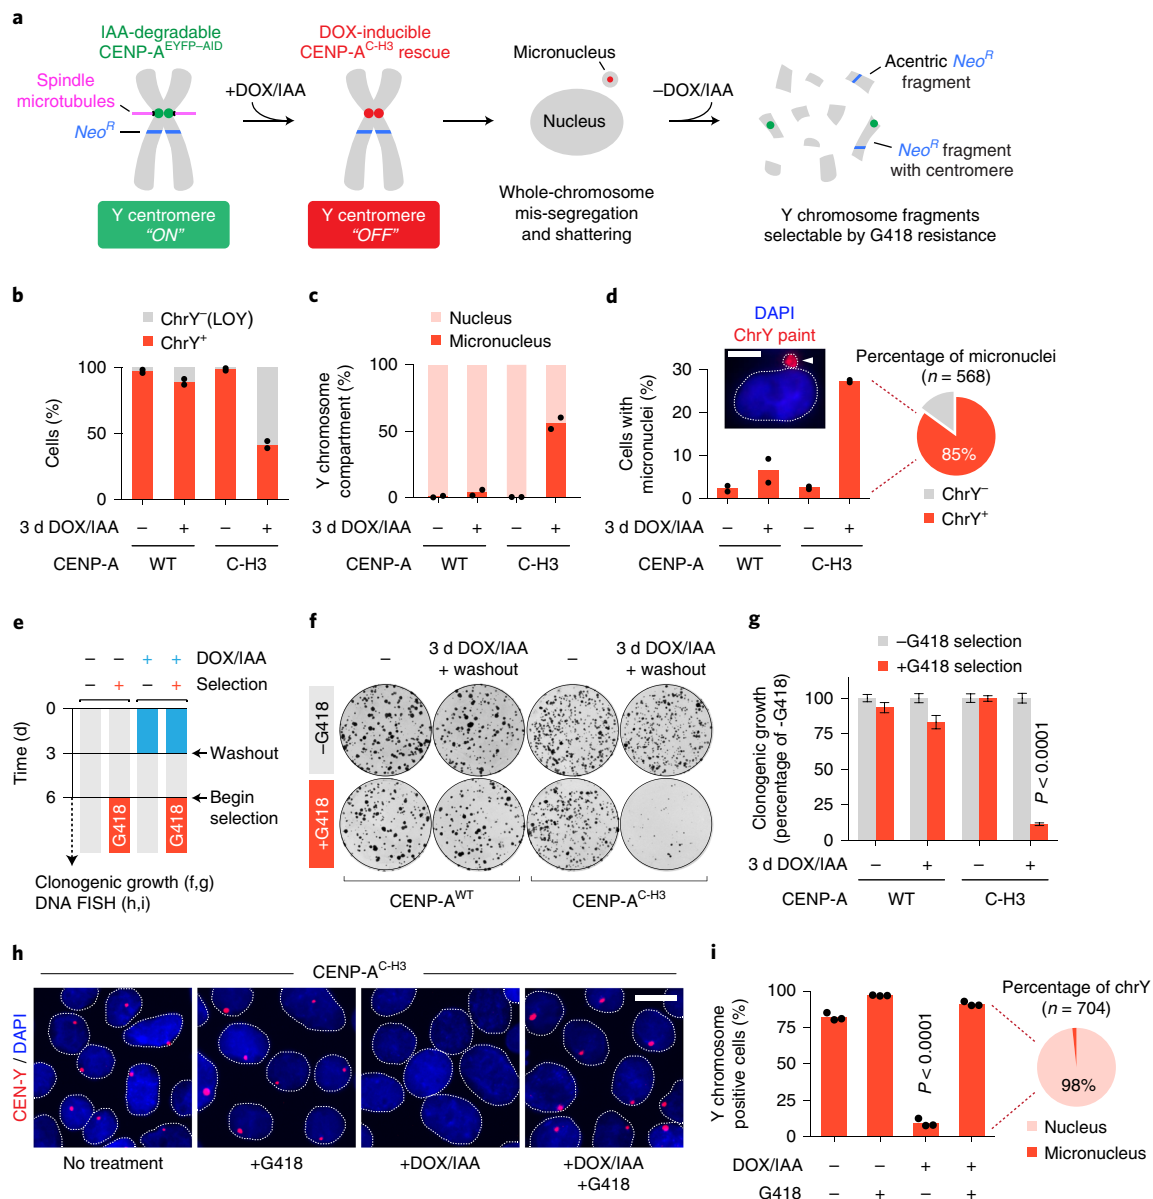 a
IAA-degradable
CENP-A^EYFP–AID
DOX-inducible
CENP-A^C-H3 rescue
Spindle
microtubules
Neo^R
+DOX/IAA
Micronucleus
Nucleus
–DOX/IAA
Acentric Neo^R
fragment
Neo^R fragment
with centromere
Y centromere
"ON"
Y centromere
"OFF"
Whole-chromosome
mis-segregation
and shattering
Y chromosome fragments
selectable by G418 resistance
b
ChrY⁻(LOY)
ChrY⁺
Cells (%)
100
50
0
3 d DOX/IAA – + – +
CENP-A WT C-H3
c
Nucleus
Micronucleus
Y chromosome
compartment (%)
100
50
0
3 d DOX/IAA – + – +
CENP-A WT C-H3
d
DAPI
ChrY paint
Cells with
micronuclei (%)
30
20
10
0
3 d DOX/IAA – + – +
CENP-A WT C-H3
Percentage of micronuclei
(n = 568)
85%
ChrY⁻
ChrY⁺
e
– – + + DOX/IAA
– + – + Selection
Time (d)
0
3
6
Washout
Begin
selection
G418
G418
Clonogenic growth (f,g)
DNA FISH (h,i)
f
–
3 d DOX/IAA
+ washout
–
3 d DOX/IAA
+ washout
–G418
+G418
CENP-A^WT
CENP-A^C-H3
g
–G418 selection
+G418 selection
Clonogenic growth
(percentage of -G418)
100
75
50
25
0
P < 0.0001
3 d DOX/IAA – + – +
CENP-A WT C-H3
h
CENP-A^C-H3
CEN-Y / DAPI
No treatment
+G418
+DOX/IAA
+DOX/IAA
+G418
i
Y chromosome
positive cells (%)
100
75
50
25
0
P < 0.0001
DOX/IAA – – + +
G418 – + – +
Percentage of chrY
(n = 704)
98%
Nucleus
Micronucleus